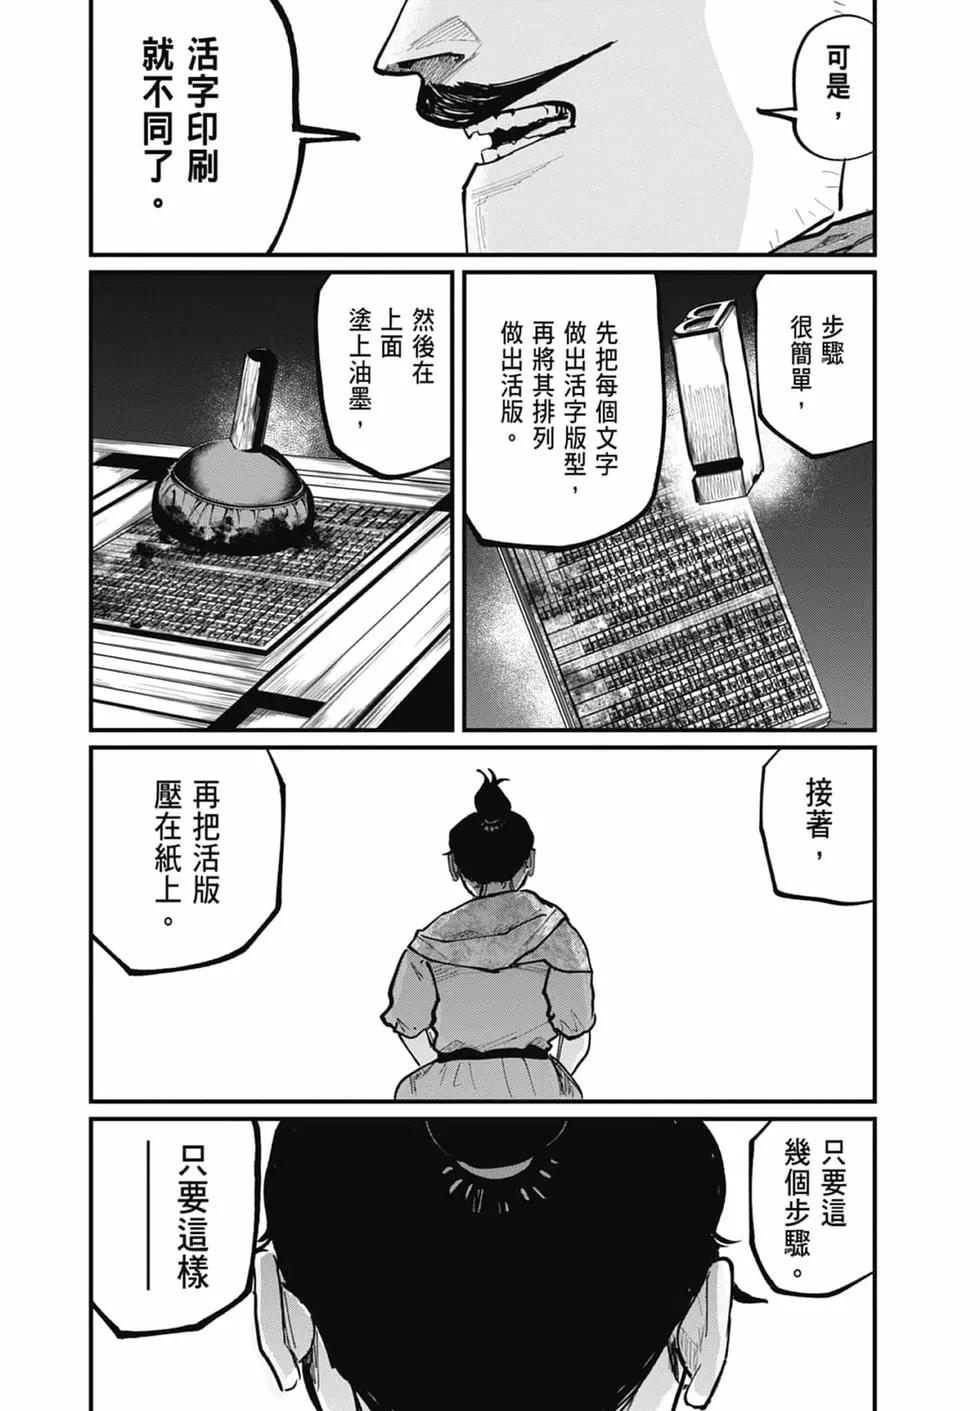 可是，
活字印刷
就不同了。
步驟
很簡單，
先把每個文字
做出活字版型，
再將其排列
做出活版。
然後在
上面
塗上油墨，
接著，
再把活版
壓在紙上。
只要這
幾個步驟。
只要這樣
——